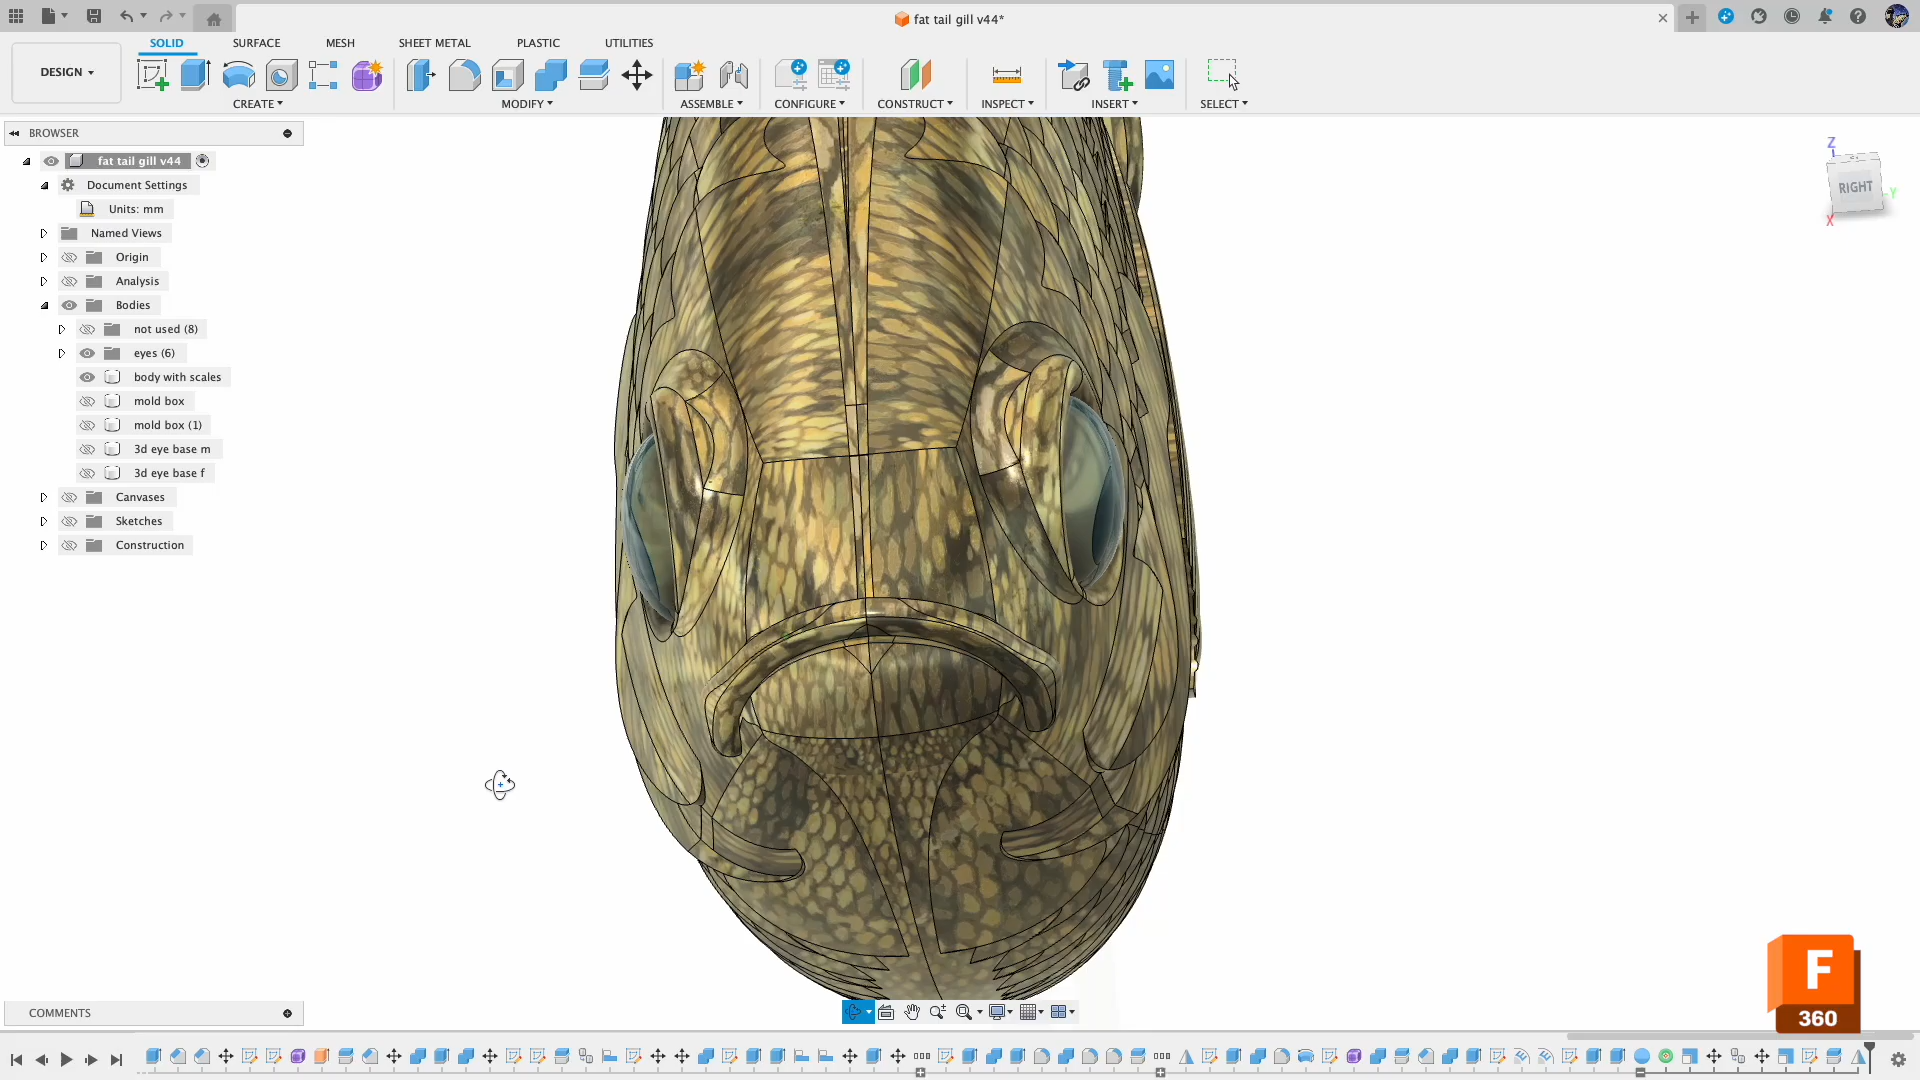 fat tail gill v44*
DESIGN
SOLID
SURFACE
MESH
SHEET METAL
PLASTIC
UTILITIES
CREATE
MODIFY
ASSEMBLE
CONFIGURE
CONSTRUCT
INSPECT
INSERT
SELECT
BROWSER
fat tail gill v44
Document Settings
Units: mm
Named Views
Origin
Analysis
Bodies
not used (8)
eyes (6)
body with scales
mold box
mold box (1)
3d eye base m
3d eye base f
Canvases
Sketches
Construction
Z
RIGHT
Y
X
COMMENTS
F
360